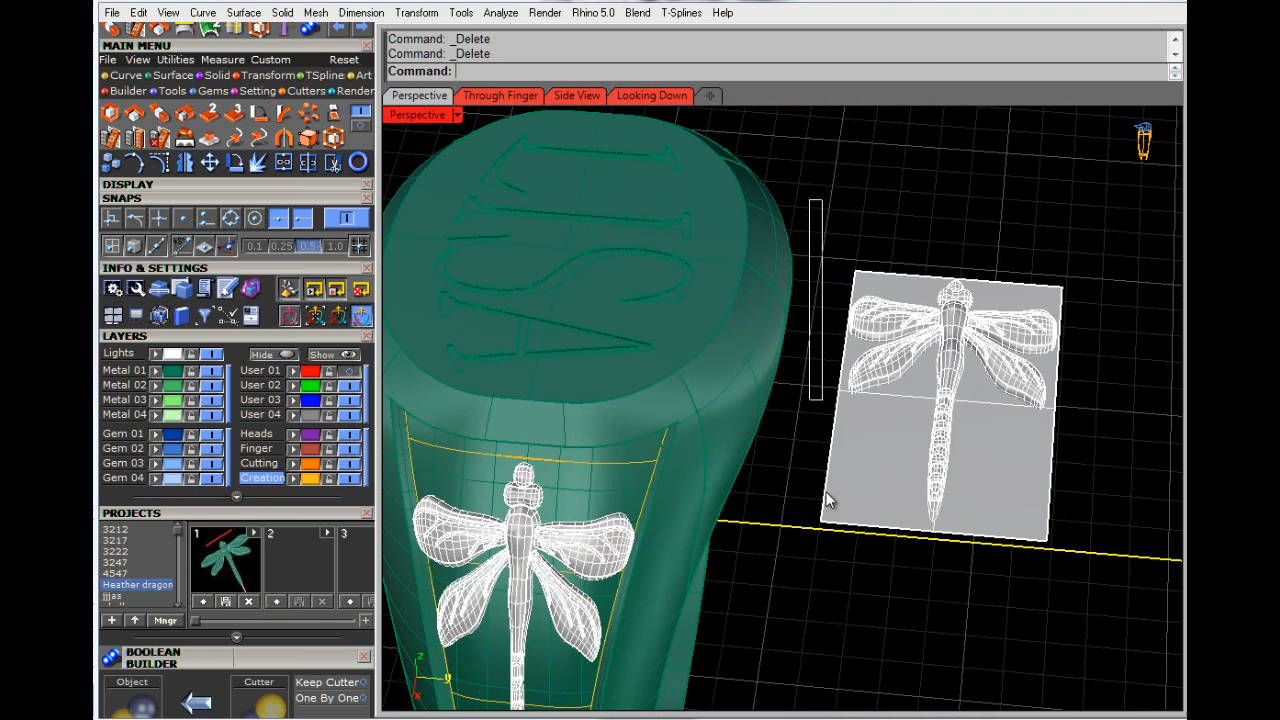 File Edit View Curve Surface Solid Mesh Dimension Transform Tools Analyze Render Rhino 5.0 Blend T-Splines Help
Command: _Delete
Command: _Delete
Command:
MAIN MENU
File View Utilities Measure Custom Reset
Curve Surface Solid Transform TSpline Art
Builder Tools Gems Setting Cutters Render
Perspective Through Finger Side View Looking Down
Perspective
DISPLAY
SNAPS
0.1 0.25 0.5 1.0
INFO & SETTINGS
LAYERS
Lights Hide Show
Metal 01 User 01
Metal 02 User 02
Metal 03 User 03
Metal 04 User 04
Gem 01 Heads
Gem 02 Finger
Gem 03 Cutting
Gem 04 Creation
PROJECTS
3212
3217
3222
3247
4547
Heather dragon
1 2 3
Mngr
BOOLEAN
BUILDER
Object Cutter Keep Cutter
One By One
z
y
x